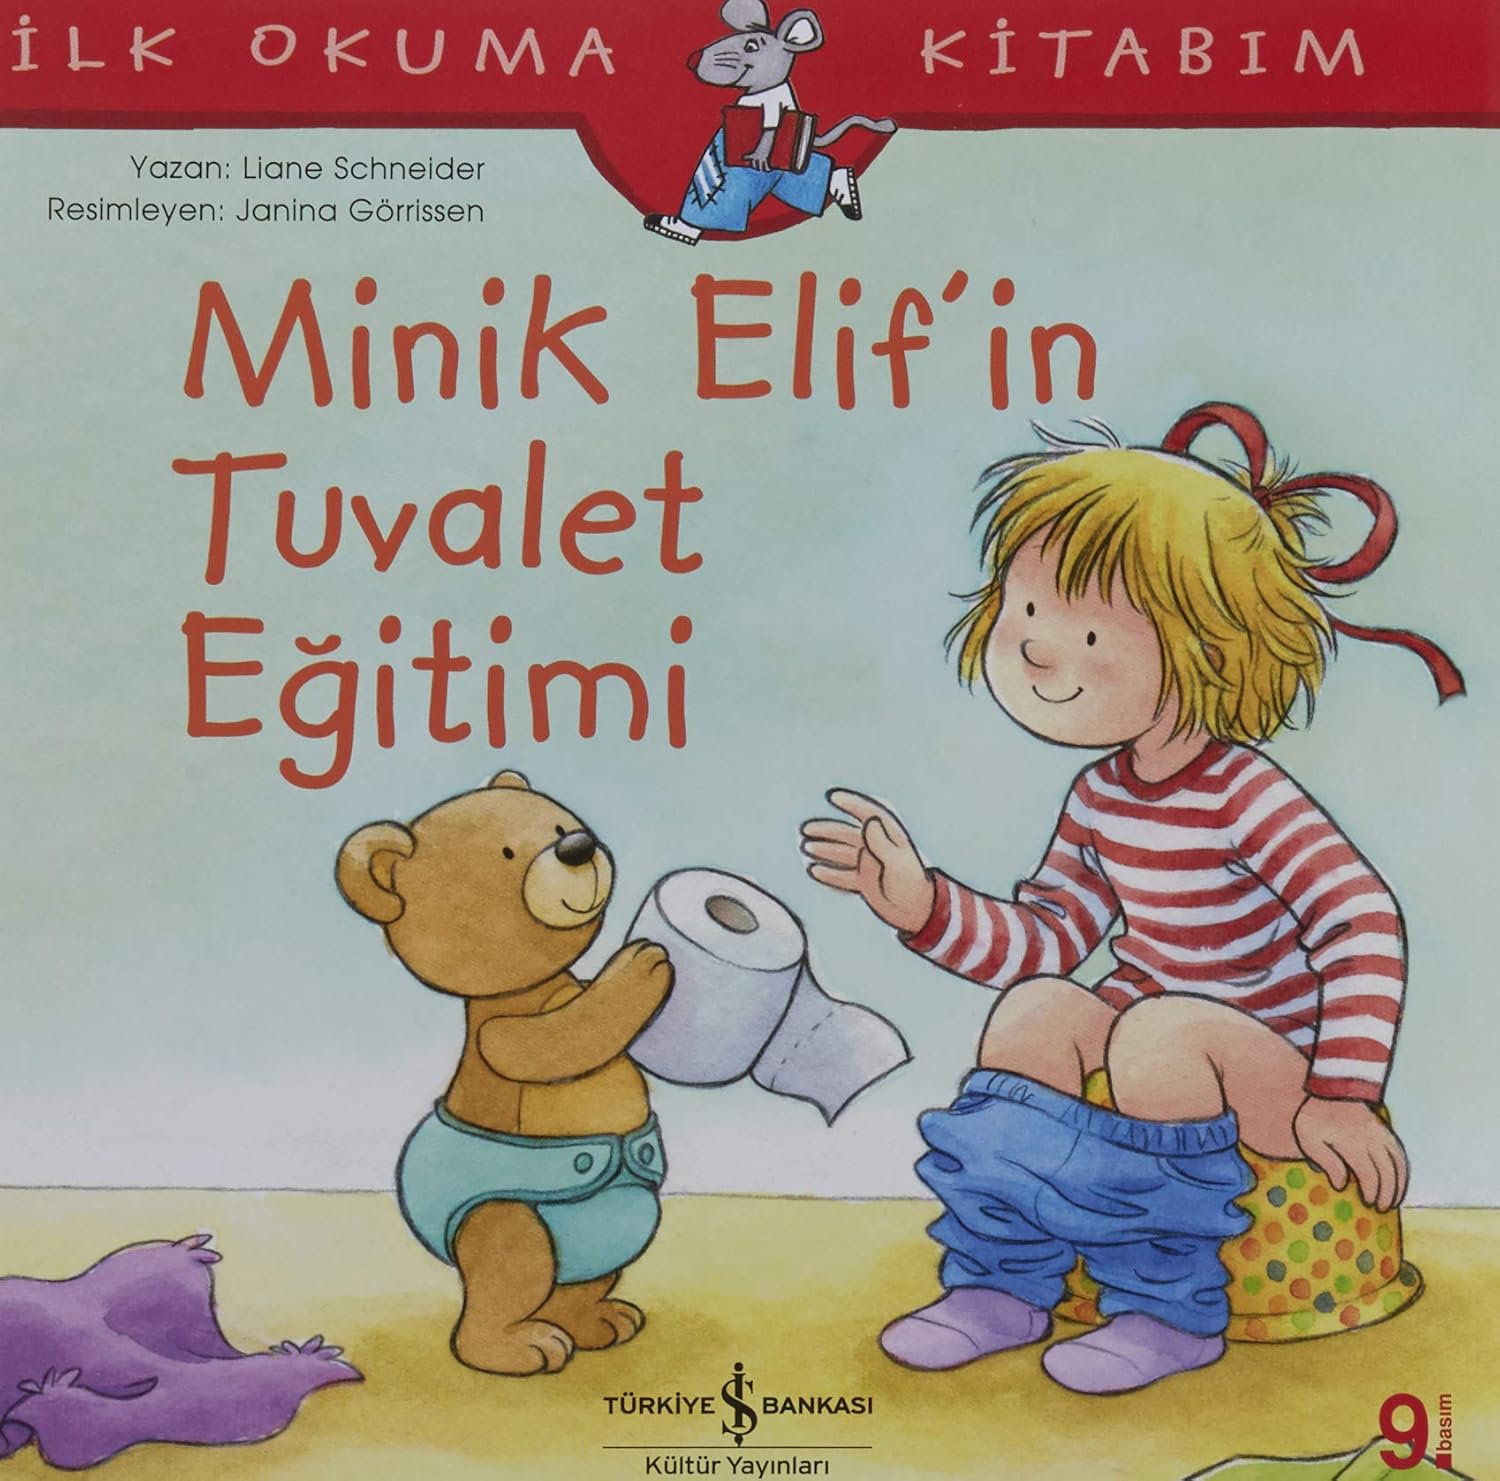 İLK OKUMA KİTABIM
Yazan: Liane Schneider
Resimleyen: Janina Görrissen
Minik Elif'in
Tuvalet
Eğitimi
TÜRKİYE İŞ BANKASI
Kültür Yayınları
9. basım